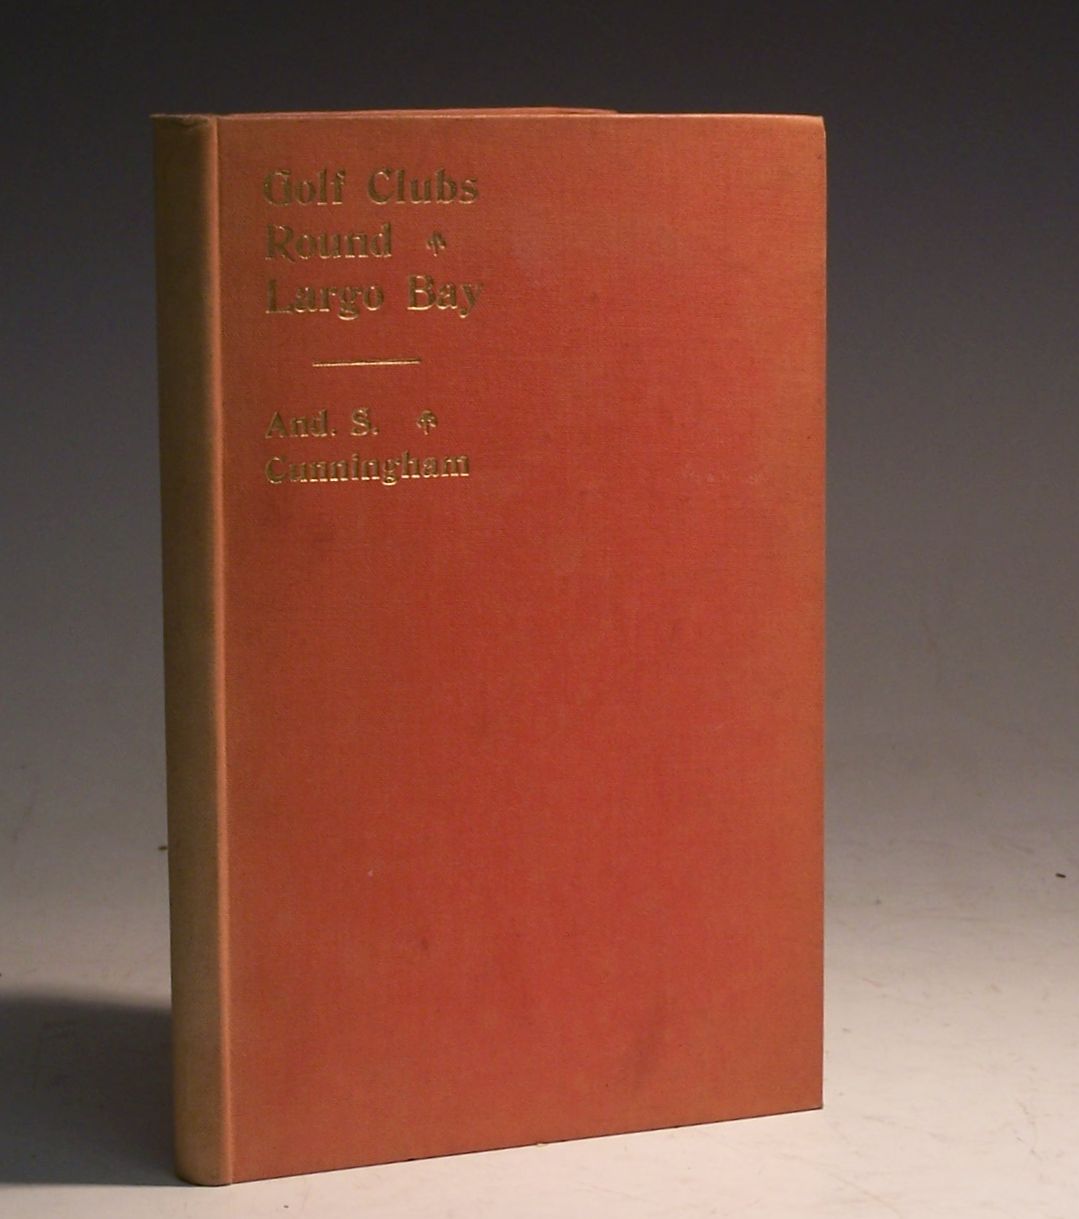 Golf Clubs
Round
Largo Bay
And. S.
Cunningham